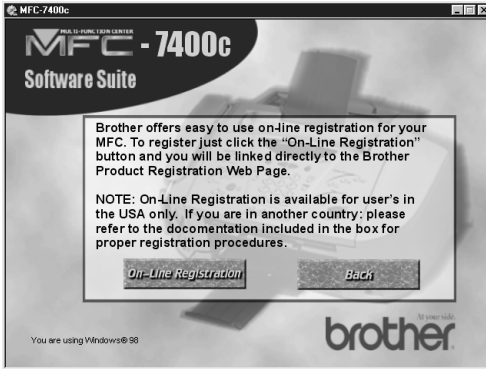 MFC-7400c
MULTI-FUNCTION CENTER
MFC - 7400c
Software Suite
Brother offers easy to use on-line registration for your
MFC. To register just click the “On-Line Registration”
button and you will be linked directly to the Brother
Product Registration Web Page.
NOTE: On-Line Registration is available for user's in
the USA only. If you are in another country: please
refer to the docomentation included in the box for
proper registration procedures.
On-Line Registration
Back
At your side.
brother
You are using Windows® 98